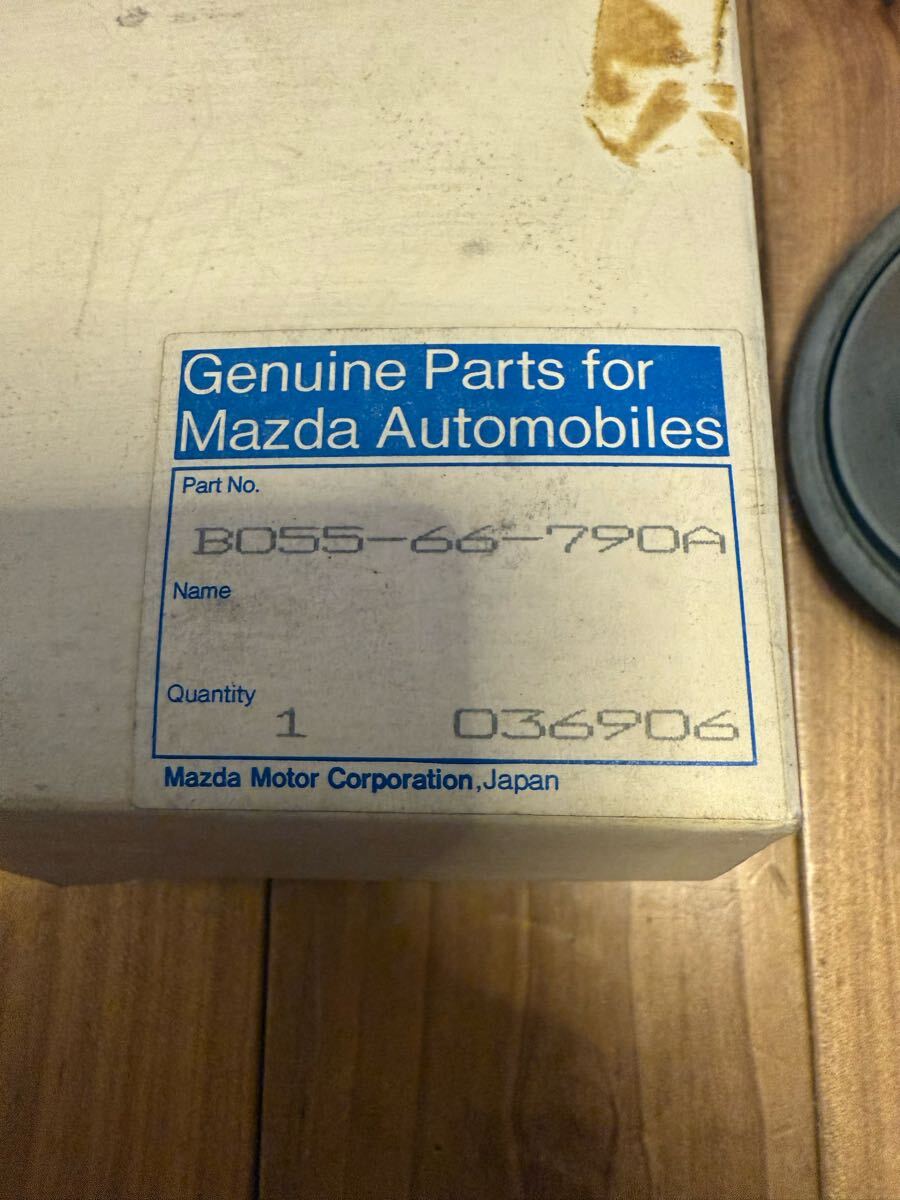 Genuine Parts for
Mazda Automobiles
Part No.
B055-66-790A
Name
Quantity
1 036906
Mazda Motor Corporation, Japan